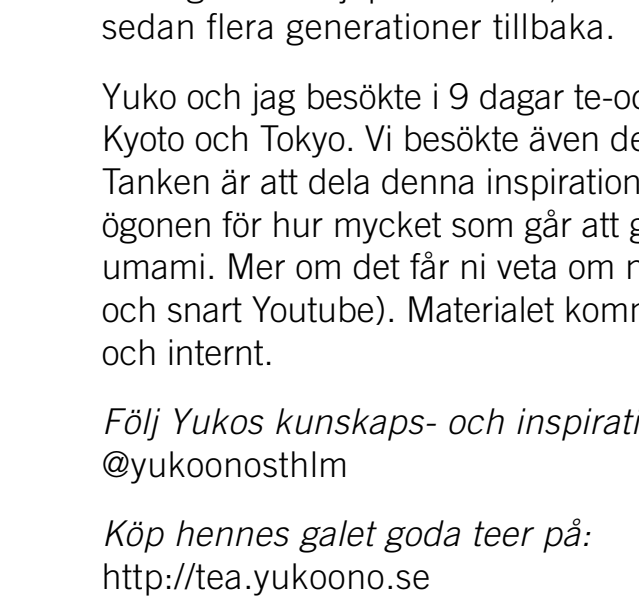 sedan flera generationer tillbaka.
Yuko och jag besökte i 9 dagar te-oc
Kyoto och Tokyo. Vi besökte även de
Tanken är att dela denna inspiration
ögonen för hur mycket som går att g
umami. Mer om det får ni veta om n
och snart Youtube). Materialet komm
och internt.
Följ Yukos kunskaps- och inspirati
@yukoonosthlm
Köp hennes galet goda teer på:
http://tea.yukoono.se